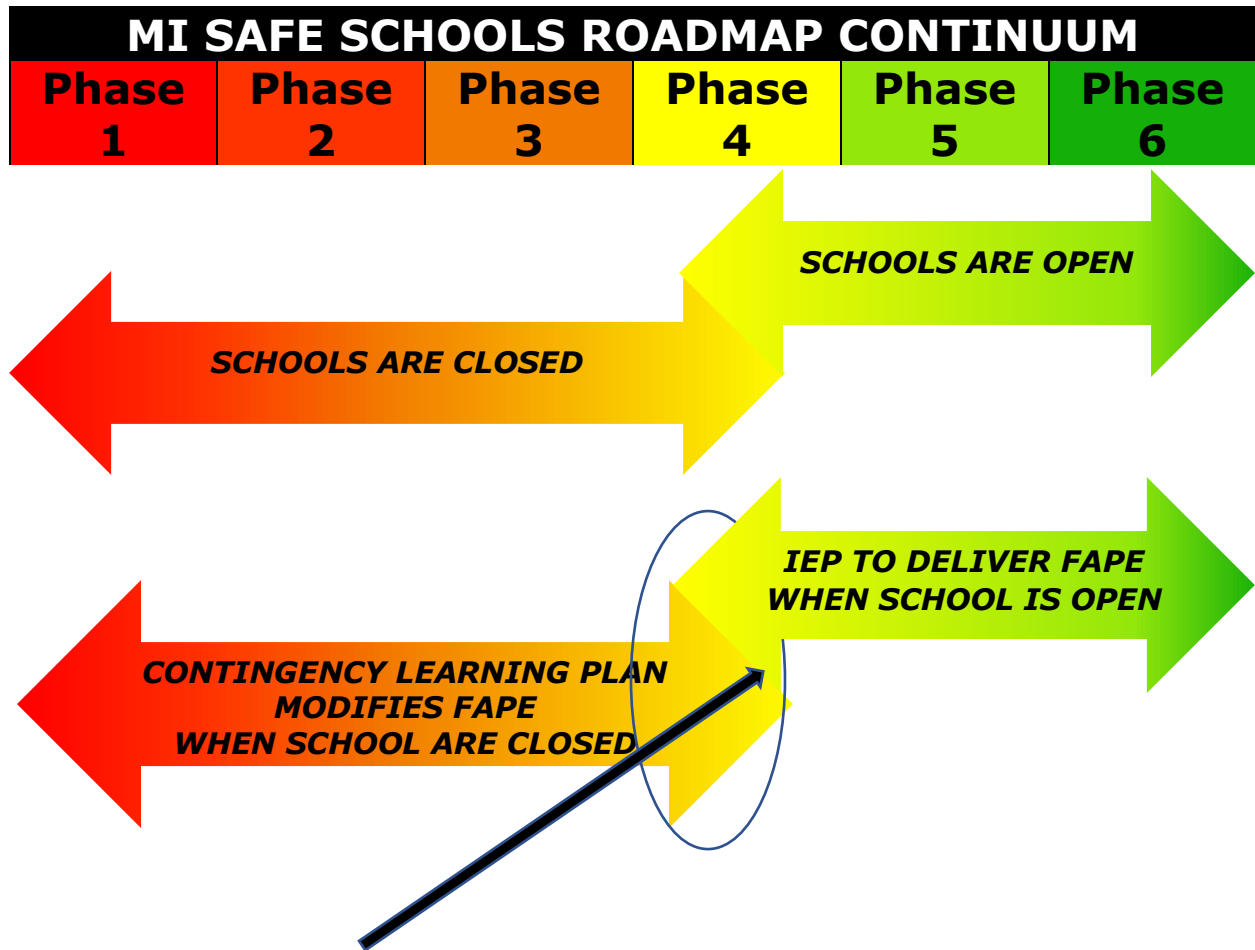 MI SAFE SCHOOLS ROADMAP CONTINUUM
Phase 1
Phase 2
Phase 3
Phase 4
Phase 5
Phase 6
SCHOOLS ARE OPEN
SCHOOLS ARE CLOSED
IEP TO DELIVER FAPE
WHEN SCHOOL IS OPEN
CONTINGENCY LEARNING PLAN
MODIFIES FAPE
WHEN SCHOOL ARE CLOSED